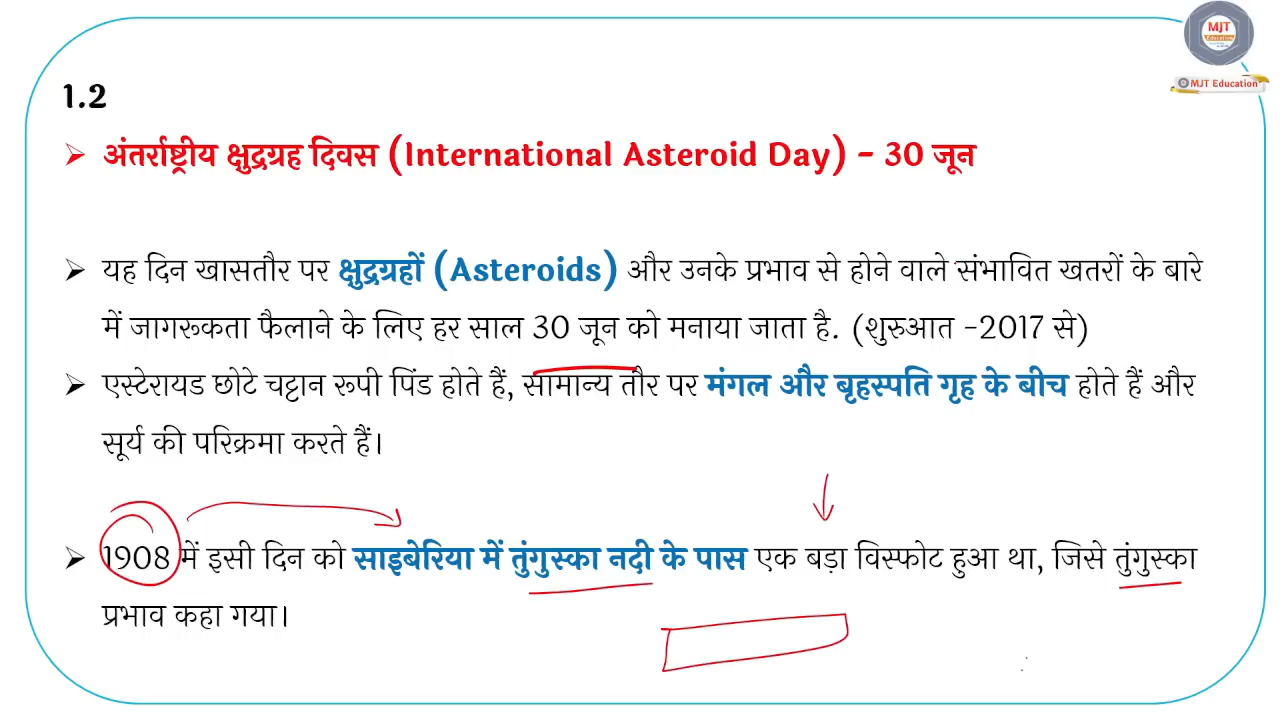 MJT
Education
MJT Education
1.2
➢ अंतर्राष्ट्रीय क्षुद्रग्रह दिवस (International Asteroid Day) - 30 जून
➢ यह दिन खासतौर पर क्षुद्रग्रहों (Asteroids) और उनके प्रभाव से होने वाले संभावित खतरों के बारे
में जागरूकता फैलाने के लिए हर साल 30 जून को मनाया जाता है. (शुरुआत -2017 से)
➢ एस्टेरायड छोटे चट्टान रूपी पिंड होते हैं, सामान्य तौर पर मंगल और बृहस्पति गृह के बीच होते हैं और
सूर्य की परिक्रमा करते हैं।
➢ 1908 में इसी दिन को साइबेरिया में तुंगुस्का नदी के पास एक बड़ा विस्फोट हुआ था, जिसे तुंगुस्का
प्रभाव कहा गया।